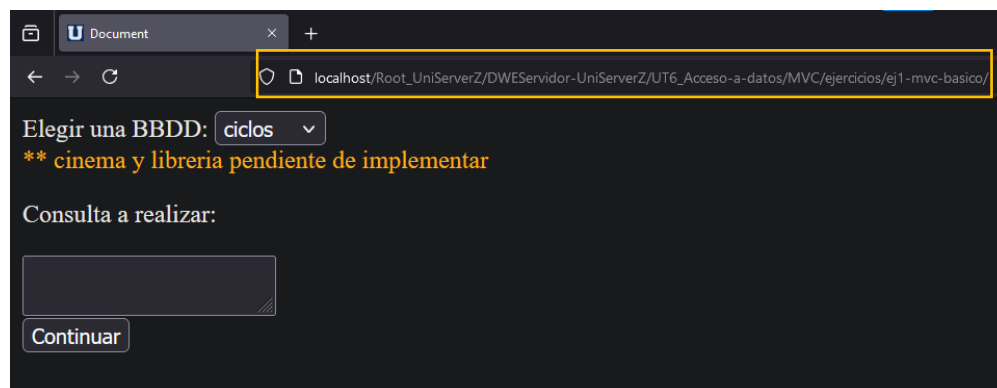 Document
localhost/Root_UniServerZ/DWEServidor-UniServerZ/UT6_Acceso-a-datos/MVC/ejercicios/ej1-mvc-basico/
Elegir una BBDD: ciclos
** cinema y libreria pendiente de implementar
Consulta a realizar:
Continuar